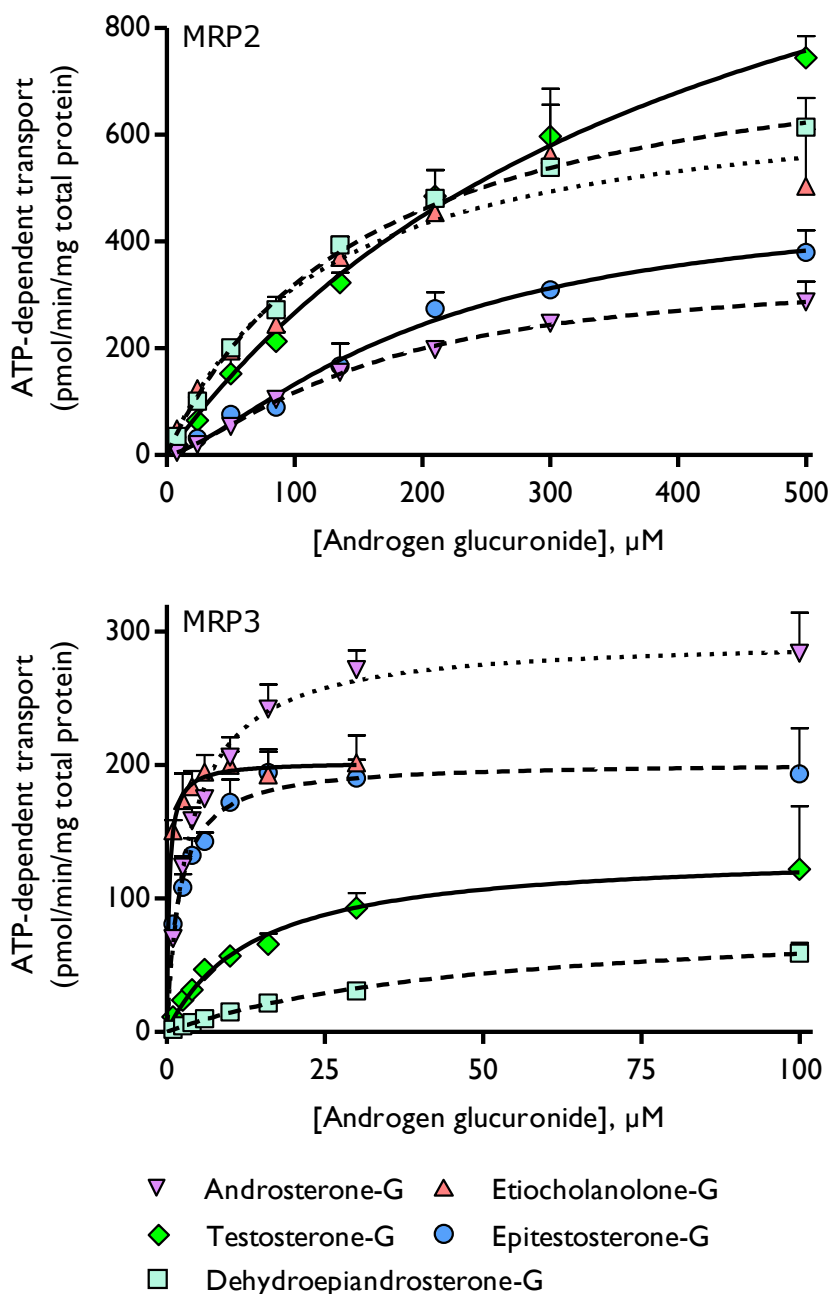 MRP2
ATP-dependent transport
(pmol/min/mg total protein)
800
600
400
200
0
0 100 200 300 400 500
[Androgen glucuronide], µM
MRP3
ATP-dependent transport
(pmol/min/mg total protein)
300
200
100
0
0 25 50 75 100
[Androgen glucuronide], µM
Androsterone-G Etiocholanolone-G
Testosterone-G Epitestosterone-G
Dehydroepiandrosterone-G